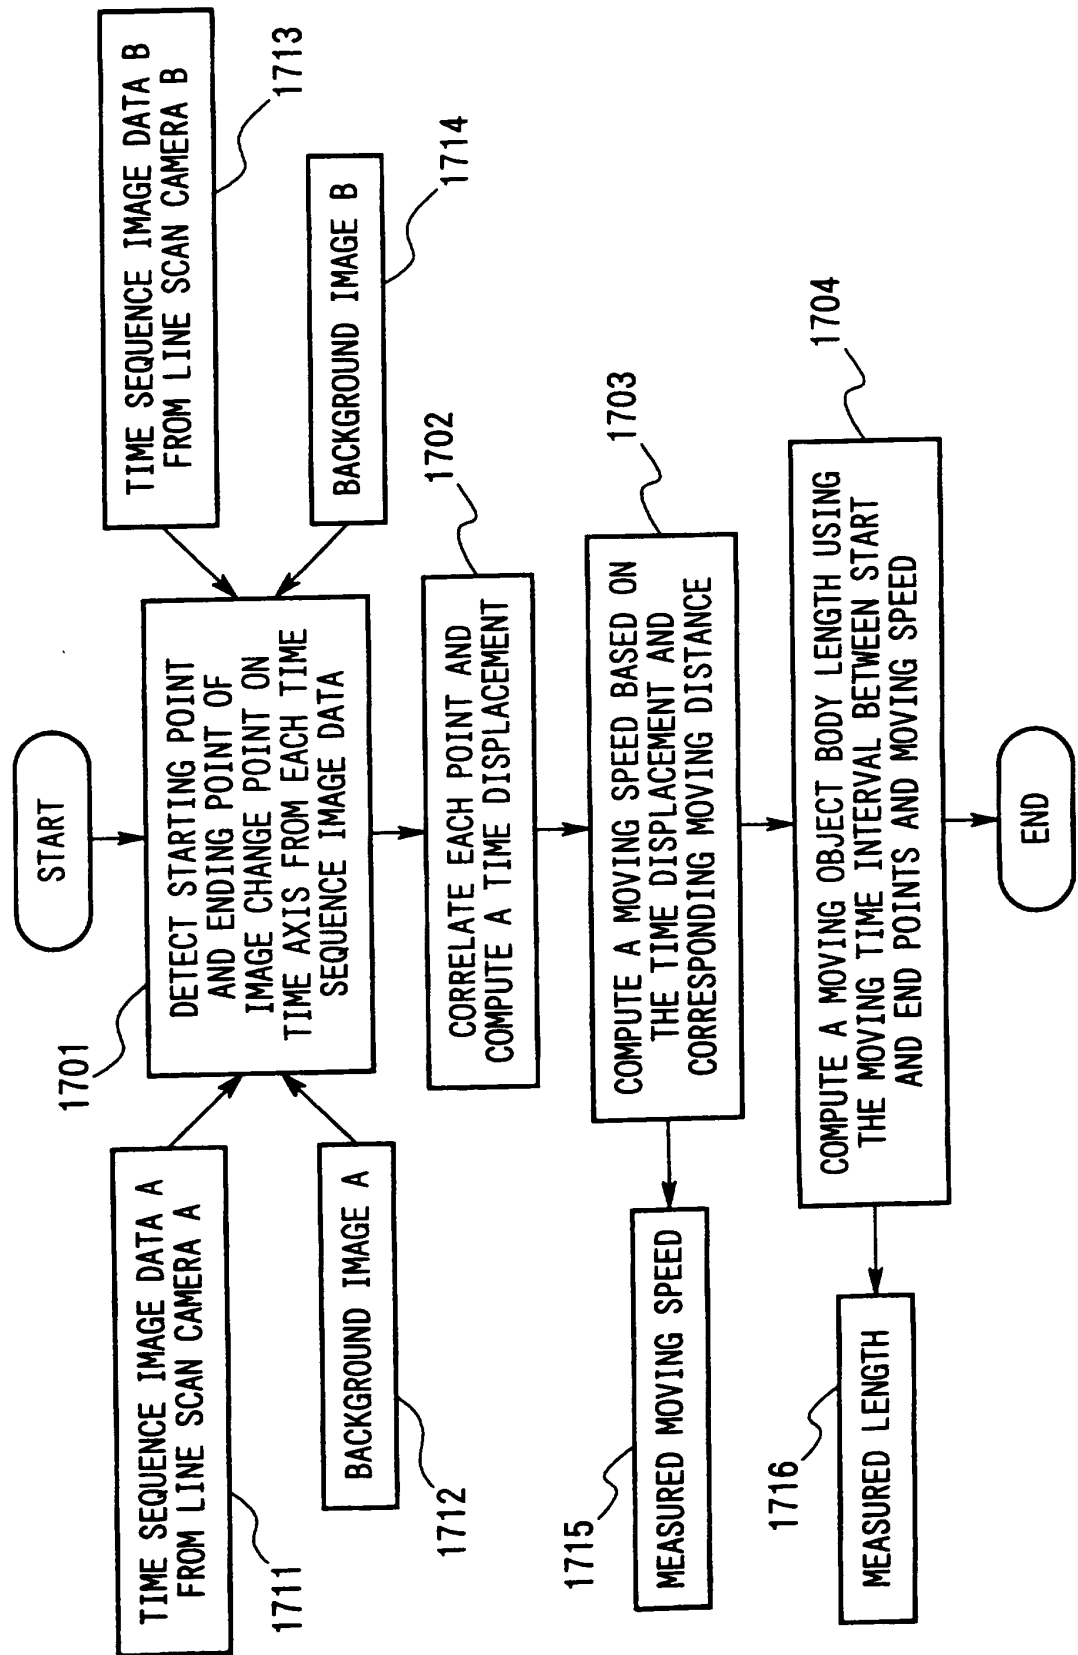 START
1701
DETECT STARTING POINT
AND ENDING POINT OF
IMAGE CHANGE POINT ON
TIME AXIS FROM EACH TIME
SEQUENCE IMAGE DATA
TIME SEQUENCE IMAGE DATA A
FROM LINE SCAN CAMERA A
1711
BACKGROUND IMAGE A
1712
TIME SEQUENCE IMAGE DATA B
FROM LINE SCAN CAMERA B
1713
BACKGROUND IMAGE B
1714
1702
CORRELATE EACH POINT AND
COMPUTE A TIME DISPLACEMENT
1703
COMPUTE A MOVING SPEED BASED ON
THE TIME DISPLACEMENT AND
CORRESPONDING MOVING DISTANCE
1715
MEASURED MOVING SPEED
1704
COMPUTE A MOVING OBJECT BODY LENGTH USING
THE MOVING TIME INTERVAL BETWEEN START
AND END POINTS AND MOVING SPEED
1716
MEASURED LENGTH
END